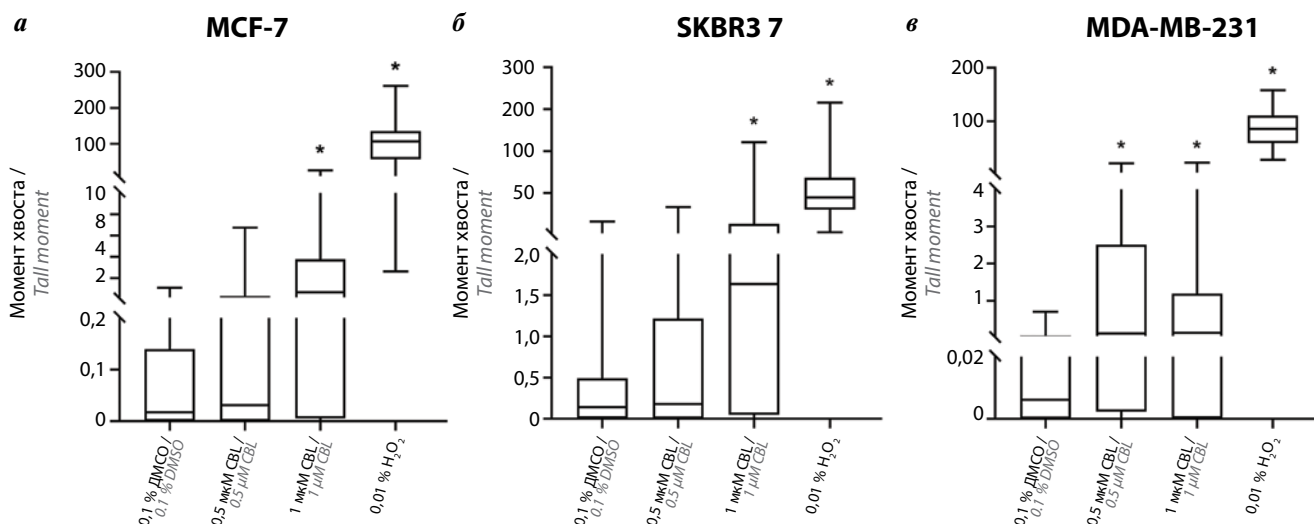 а MCF-7
Момент хвоста /
Tall moment
300
200
100
10
8
4
2
0,2
0,1
0
*
*
0,1 % ДМСО /
0.1 % DMSO
0,5 мкМ CBL /
0.5 µM CBL
1 мкМ CBL /
1 µM CBL
0,01 % H₂O₂
б SKBR3 7
Момент хвоста /
Tall moment
300
100
50
2,0
1,5
1,0
0,5
0
*
*
0,1 % ДМСО /
0.1 % DMSO
0,5 мкМ CBL /
0.5 µM CBL
1 мкМ CBL /
1 µM CBL
0,01 % H₂O₂
в MDA-MB-231
Момент хвоста /
Tall moment
200
100
4
3
2
1
0,02
0
*
*
*
0,1 % ДМСО /
0.1 % DMSO
0,5 мкМ CBL /
0.5 µM CBL
1 мкМ CBL /
1 µM CBL
0,01 % H₂O₂